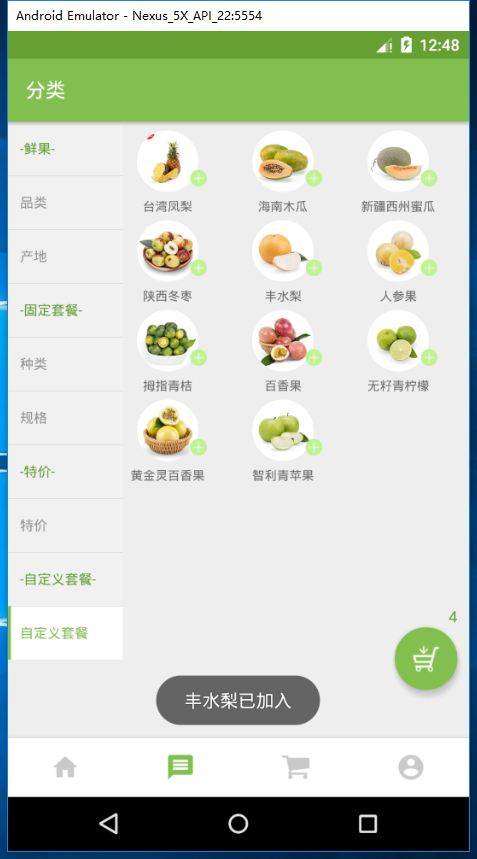 Android Emulator - Nexus_5X_API_22:5554
12:48
分类
-鲜果-
品类
产地
-固定套餐-
种类
规格
-特价-
特价
-自定义套餐-
自定义套餐
台湾凤梨
海南木瓜
新疆西州蜜瓜
陕西冬枣
丰水梨
人参果
拇指青桔
百香果
无籽青柠檬
黄金灵百香果
智利青苹果
4
丰水梨已加入